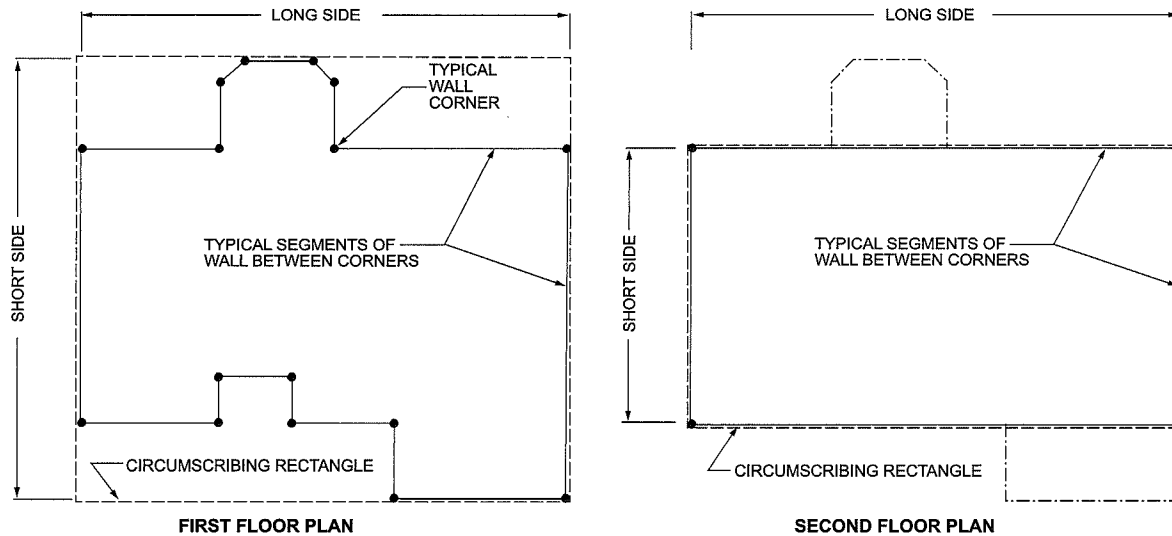 LONG SIDE
SHORT SIDE
TYPICAL
WALL
CORNER
TYPICAL SEGMENTS OF
WALL BETWEEN CORNERS
CIRCUMSCRIBING RECTANGLE
FIRST FLOOR PLAN
LONG SIDE
SHORT SIDE
TYPICAL SEGMENTS OF
WALL BETWEEN CORNERS
CIRCUMSCRIBING RECTANGLE
SECOND FLOOR PLAN